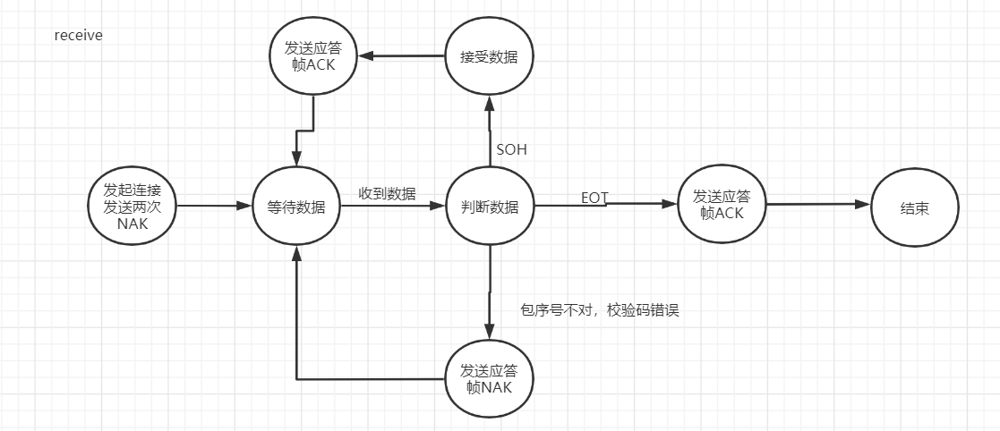 receive
发送应答
帧ACK
接受数据
SOH
发起连接
发送两次
NAK
等待数据
收到数据
判断数据
EOT
发送应答
帧ACK
结束
包序号不对，校验码错误
发送应答
帧NAK